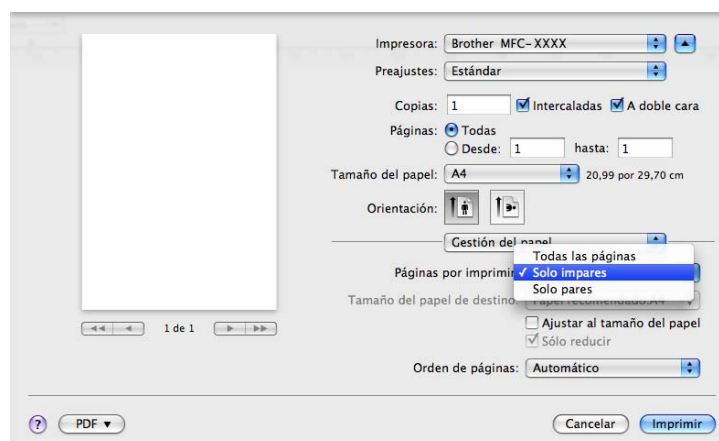 Impresora: Brother MFC-XXXX
Preajustes: Estándar
Copias: 1 Intercaladas A doble cara
Páginas: Todas
Desde: 1 hasta: 1
Tamaño del papel: A4 20,99 por 29,70 cm
Orientación:
Gestión del papel
Todas las páginas
Páginas por imprimir ✓ Solo impares
Solo pares
Tamaño del papel de destino: Papel recomendado:A4
1 de 1
Ajustar al tamaño del papel
Sólo reducir
Orden de páginas: Automático
? PDF ▼ Cancelar Imprimir